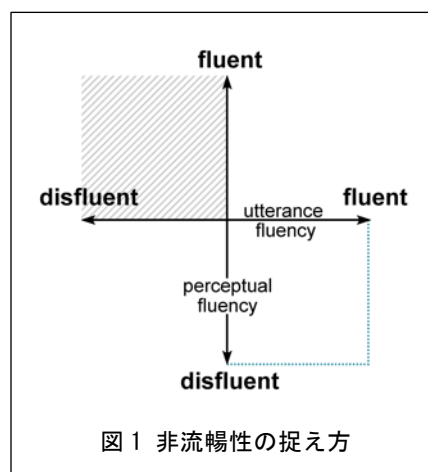 fluent
disfluent
fluent
utterance
fluency
perceptual
fluency
disfluent
図1 非流暢性の捉え方